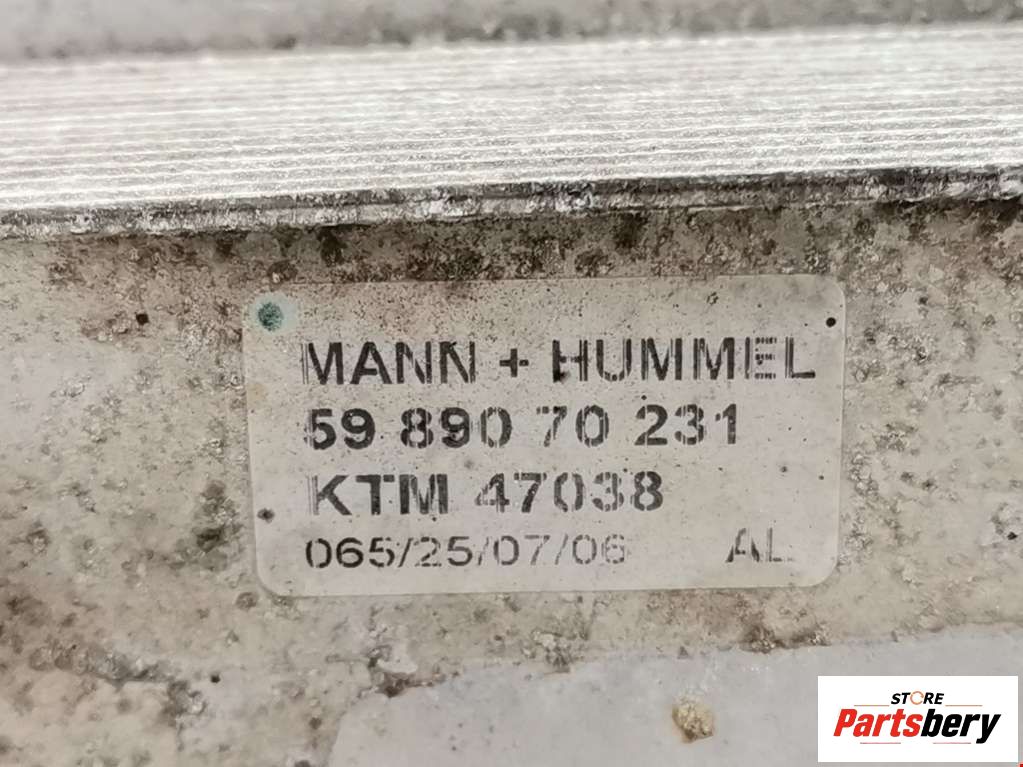 MANN + HUMMEL
59 890 70 231
KTM 47038
065/25/07/06 AL
STORE
Partsbery